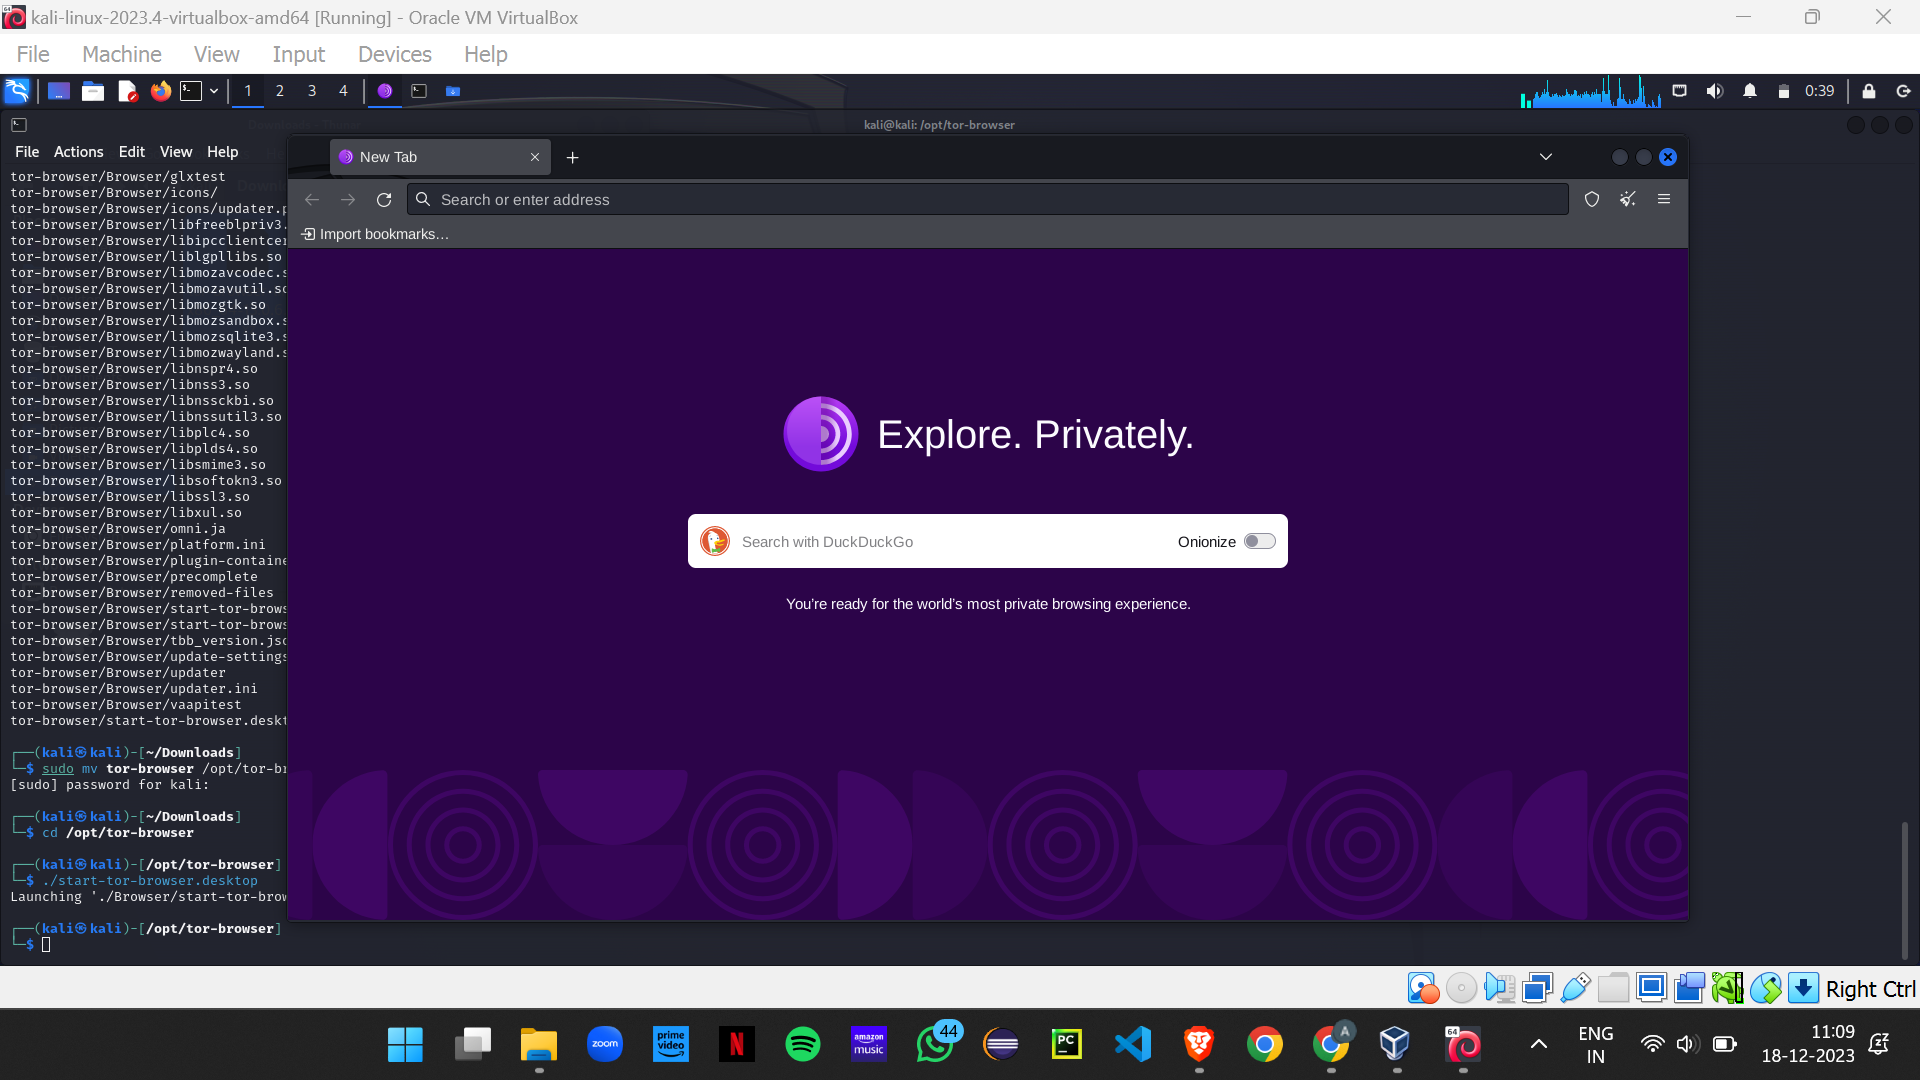 kali-linux-2023.4-virtualbox-amd64 [Running] - Oracle VM VirtualBox
File Machine View Input Devices Help
1 2 3 4 0:39
kali@kali: /opt/tor-browser
File Actions Edit View Help
New Tab
Search or enter address
Import bookmarks…
tor-browser/Browser/glxtest
tor-browser/Browser/icons/
tor-browser/Browser/icons/updater.p
tor-browser/Browser/libfreeblpriv3.
tor-browser/Browser/libipcclientcer
tor-browser/Browser/liblgpllibs.so
tor-browser/Browser/libmozavcodec.s
tor-browser/Browser/libmozavutil.so
tor-browser/Browser/libmozgtk.so
tor-browser/Browser/libmozsandbox.s
tor-browser/Browser/libmozsqlite3.s
tor-browser/Browser/libmozwayland.s
tor-browser/Browser/libnspr4.so
tor-browser/Browser/libnss3.so
tor-browser/Browser/libnssckbi.so
tor-browser/Browser/libnssutil3.so
tor-browser/Browser/libplc4.so
tor-browser/Browser/libplds4.so
tor-browser/Browser/libsmime3.so
tor-browser/Browser/libsoftokn3.so
tor-browser/Browser/libssl3.so
tor-browser/Browser/libxul.so
tor-browser/Browser/omni.ja
tor-browser/Browser/platform.ini
tor-browser/Browser/plugin-containe
tor-browser/Browser/precomplete
tor-browser/Browser/removed-files
tor-browser/Browser/start-tor-brows
tor-browser/Browser/start-tor-brows
tor-browser/Browser/tbb_version.jso
tor-browser/Browser/update-settings
tor-browser/Browser/updater
tor-browser/Browser/updater.ini
tor-browser/Browser/vaapitest
tor-browser/start-tor-browser.deskt
(kali㉿kali)-[~/Downloads]
$ sudo mv tor-browser /opt/tor-br
[sudo] password for kali:
(kali㉿kali)-[~/Downloads]
$ cd /opt/tor-browser
(kali㉿kali)-[/opt/tor-browser]
$ ./start-tor-browser.desktop
Launching './Browser/start-tor-brow
(kali㉿kali)-[/opt/tor-browser]
$
Explore. Privately.
Search with DuckDuckGo Onionize
You're ready for the world's most private browsing experience.
Right Ctrl
zoom
prime video
N
amazon music
44
PC
A
64
ENG
IN
11:09
18-12-2023